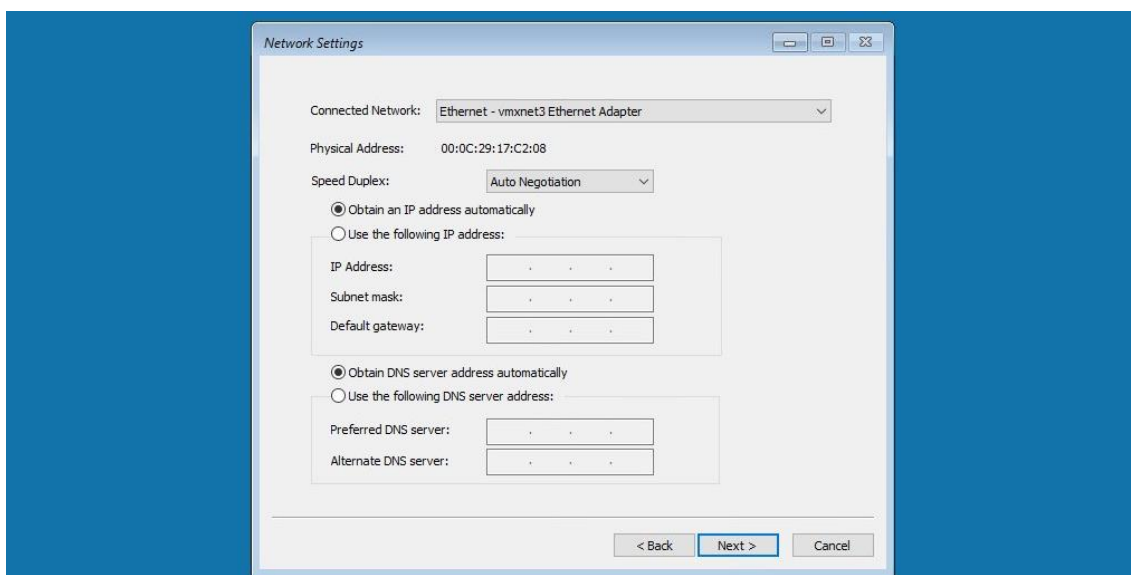 Network Settings
Connected Network: Ethernet - vmxnet3 Ethernet Adapter
Physical Address: 00:0C:29:17:C2:08
Speed Duplex: Auto Negotiation
Obtain an IP address automatically
Use the following IP address:
IP Address: . . .
Subnet mask: . . .
Default gateway: . . .
Obtain DNS server address automatically
Use the following DNS server address:
Preferred DNS server: . . .
Alternate DNS server: . . .
< Back Next > Cancel